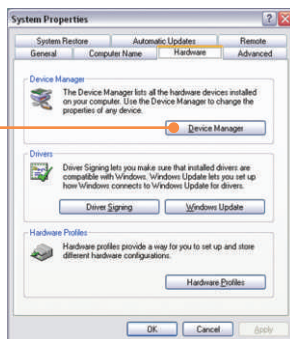 System Properties
System Restore Automatic Updates Remote
General Computer Name Hardware Advanced
Device Manager
The Device Manager lists all the hardware devices installed
on your computer. Use the Device Manager to change the
properties of any device.
Device Manager
Drivers
Driver Signing lets you make sure that installed drivers are
compatible with Windows. Windows Update lets you set up
how Windows connects to Windows Update for drivers.
Driver Signing Windows Update
Hardware Profiles
Hardware profiles provide a way for you to set up and store
different hardware configurations.
Hardware Profiles
OK Cancel Apply